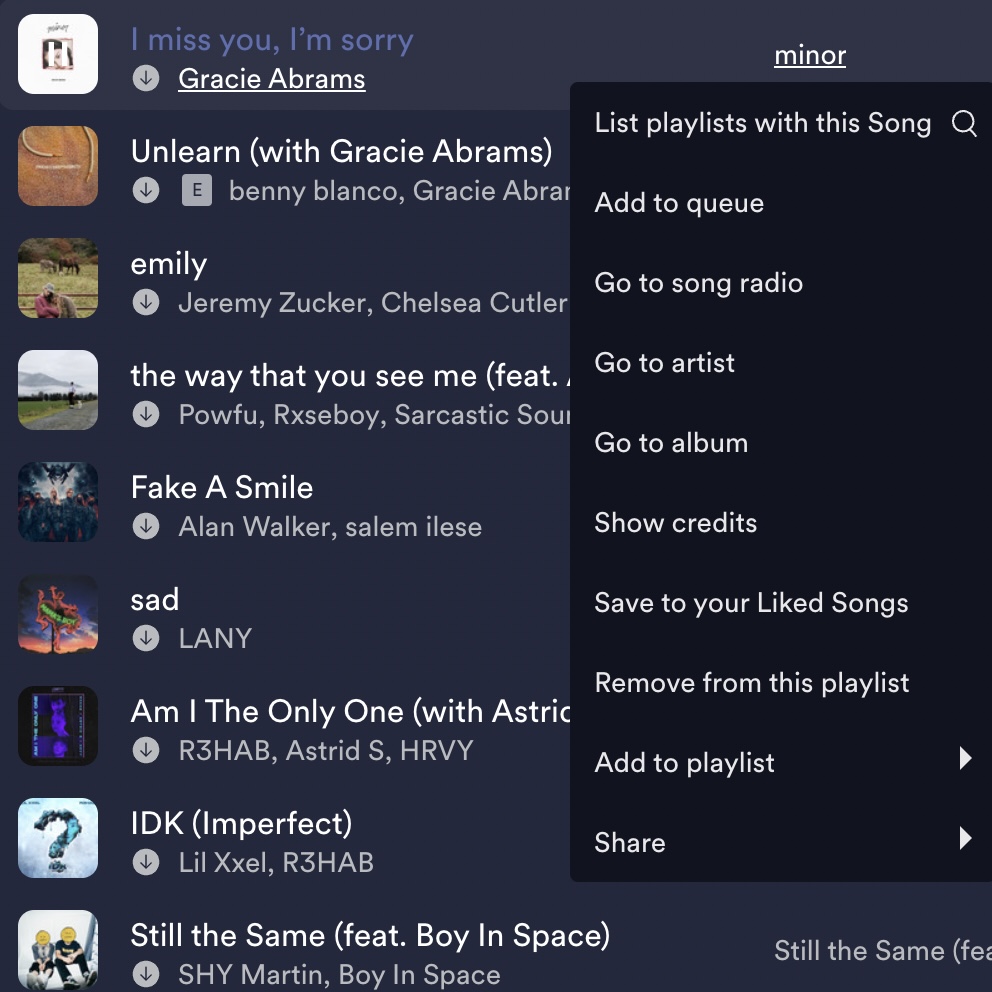 I miss you, I'm sorry
Gracie Abrams
minor
List playlists with this Song
Add to queue
Go to song radio
Go to artist
Go to album
Show credits
Save to your Liked Songs
Remove from this playlist
Add to playlist
Share
Unlearn (with Gracie Abrams)
E benny blanco, Gracie
emily
Jeremy Zucker, Chelsea Cutler
the way that you see me (feat.
Powfu, Rxseboy, Sarcastic
Fake A Smile
Alan Walker, salem ilese
sad
LANY
Am I The Only One (with
R3HAB, Astrid S, HRVY
IDK (Imperfect)
Lil Xxel, R3HAB
Still the Same (feat. Boy In Space)
SHY Martin, Boy In Space
Still the Same